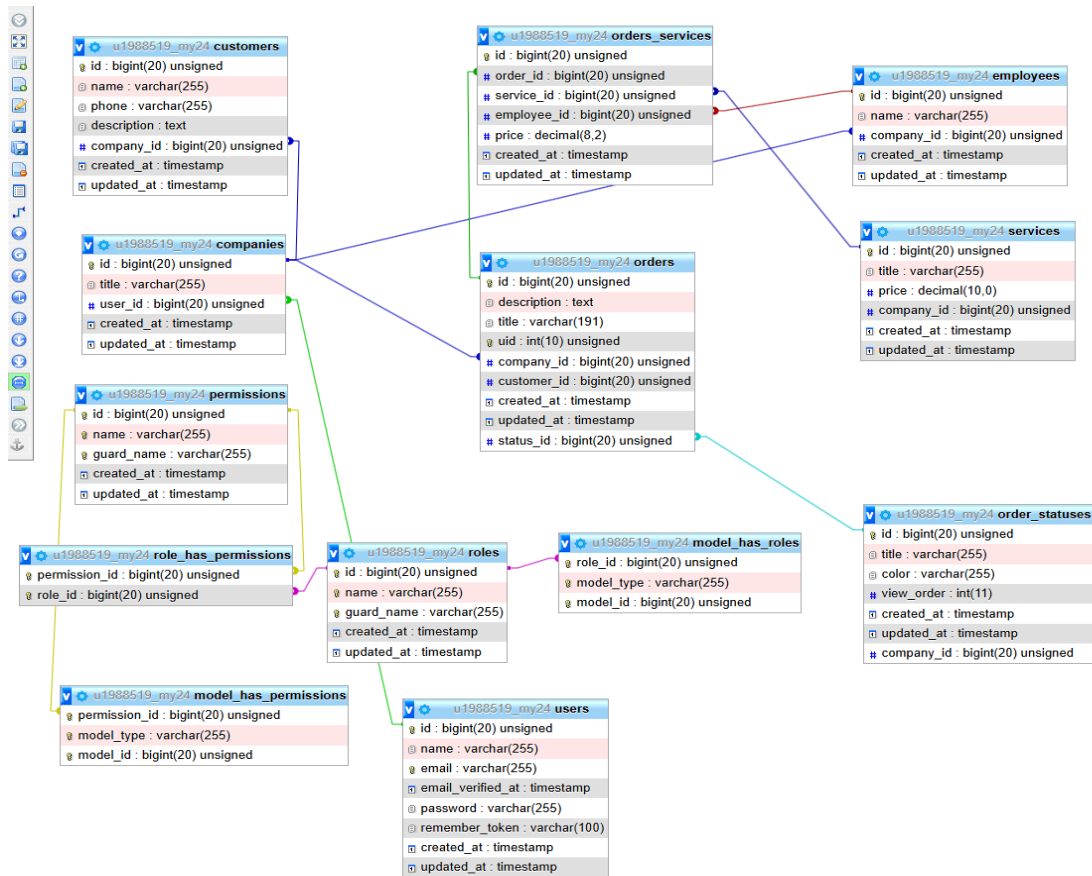 u1988519_my24 customers
id : bigint(20) unsigned
name : varchar(255)
phone : varchar(255)
description : text
company_id : bigint(20) unsigned
created_at : timestamp
updated_at : timestamp
u1988519_my24 orders_services
id : bigint(20) unsigned
order_id : bigint(20) unsigned
service_id : bigint(20) unsigned
employee_id : bigint(20) unsigned
price : decimal(8,2)
created_at : timestamp
updated_at : timestamp
u1988519_my24 employees
id : bigint(20) unsigned
name : varchar(255)
company_id : bigint(20) unsigned
created_at : timestamp
updated_at : timestamp
u1988519_my24 companies
id : bigint(20) unsigned
title : varchar(255)
user_id : bigint(20) unsigned
created_at : timestamp
updated_at : timestamp
u1988519_my24 orders
id : bigint(20) unsigned
description : text
title : varchar(191)
uid : int(10) unsigned
company_id : bigint(20) unsigned
customer_id : bigint(20) unsigned
created_at : timestamp
updated_at : timestamp
status_id : bigint(20) unsigned
u1988519_my24 services
id : bigint(20) unsigned
title : varchar(255)
price : decimal(10,0)
company_id : bigint(20) unsigned
created_at : timestamp
updated_at : timestamp
u1988519_my24 permissions
id : bigint(20) unsigned
name : varchar(255)
guard_name : varchar(255)
created_at : timestamp
updated_at : timestamp
u1988519_my24 role_has_permissions
permission_id : bigint(20) unsigned
role_id : bigint(20) unsigned
u1988519_my24 roles
id : bigint(20) unsigned
name : varchar(255)
guard_name : varchar(255)
created_at : timestamp
updated_at : timestamp
u1988519_my24 model_has_roles
role_id : bigint(20) unsigned
model_type : varchar(255)
model_id : bigint(20) unsigned
u1988519_my24 order_statuses
id : bigint(20) unsigned
title : varchar(255)
color : varchar(255)
view_order : int(11)
created_at : timestamp
updated_at : timestamp
company_id : bigint(20) unsigned
u1988519_my24 model_has_permissions
permission_id : bigint(20) unsigned
model_type : varchar(255)
model_id : bigint(20) unsigned
u1988519_my24 users
id : bigint(20) unsigned
name : varchar(255)
email : varchar(255)
email_verified_at : timestamp
password : varchar(255)
remember_token : varchar(100)
created_at : timestamp
updated_at : timestamp